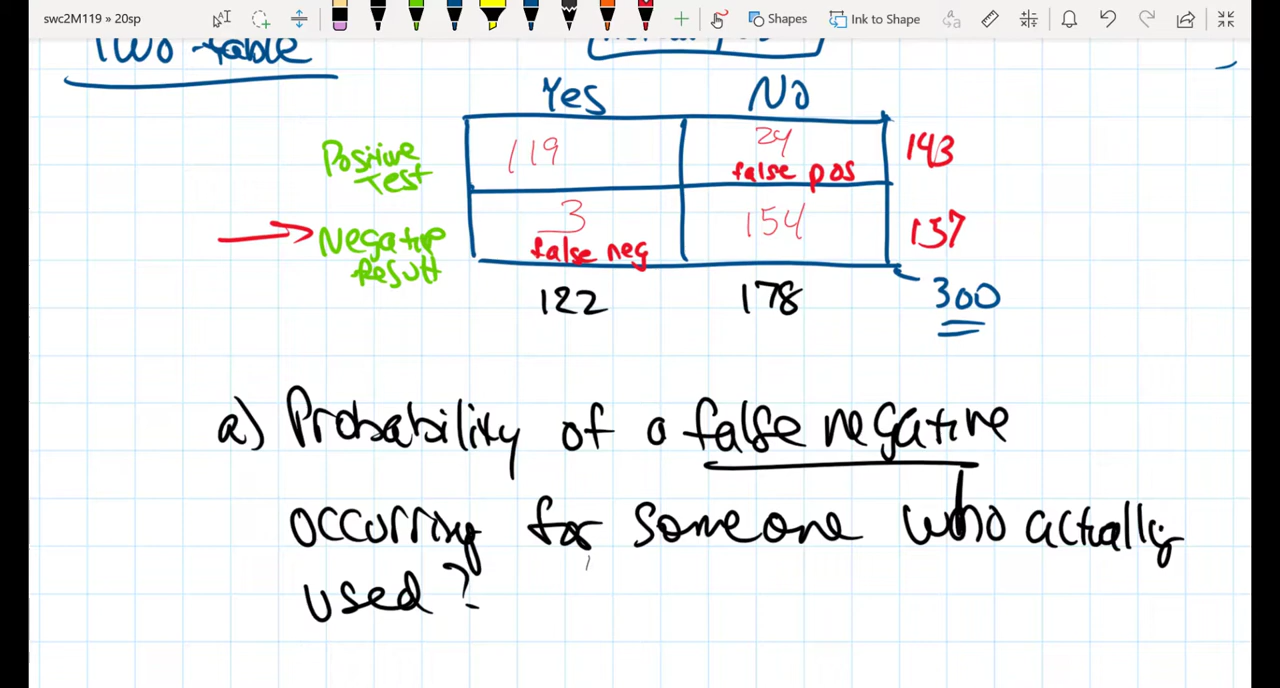 swc2M119 » 20sp
Shapes
Ink to Shape
Two table
Yes No
Positive Test 119 24 false pos 143
Negative Result 3 false neg 154 157
122 178 300
a) Probability of a false negative
occurring for someone who actually
used?